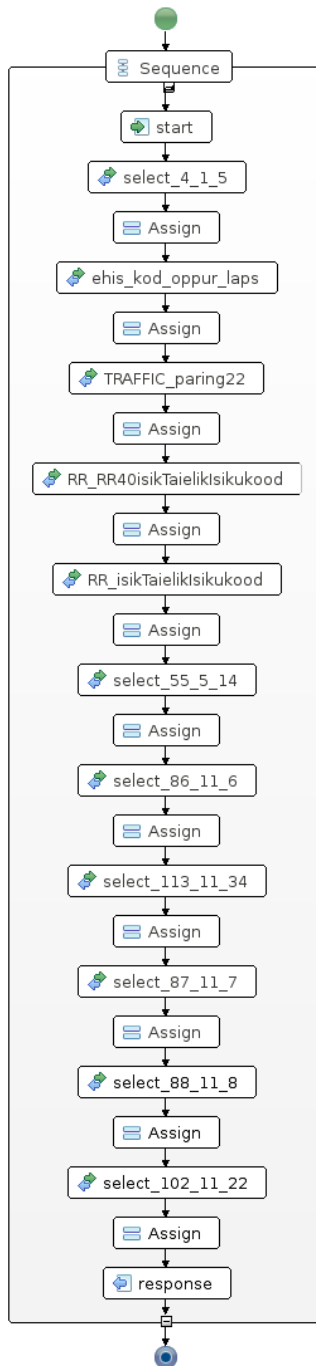 Sequence
start
select_4_1_5
Assign
ehis_kod_oppur_laps
Assign
TRAFFIC_paring22
Assign
RR_RR40isikTaielikIsikukood
Assign
RR_isikTaielikIsikukood
Assign
select_55_5_14
Assign
select_86_11_6
Assign
select_113_11_34
Assign
select_87_11_7
Assign
select_88_11_8
Assign
select_102_11_22
Assign
response